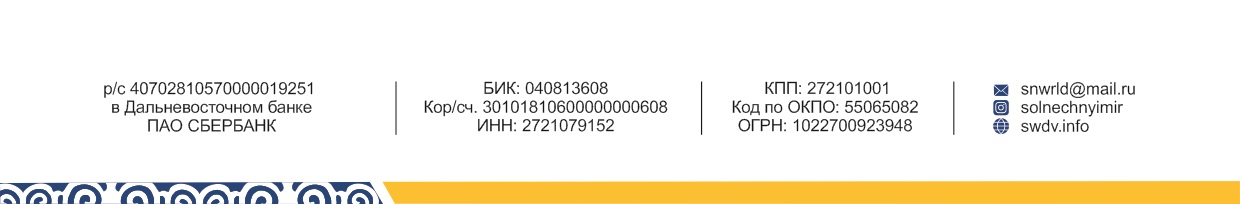 р/с 40702810570000019251
в Дальневосточном банке
ПАО СБЕРБАНК
БИК: 040813608
Кор/сч. 30101810600000000608
ИНН: 2721079152
КПП: 272101001
Код по ОКПО: 55065082
ОГРН: 1022700923948
snwrld@mail.ru
solnechnyimir
swdv.info